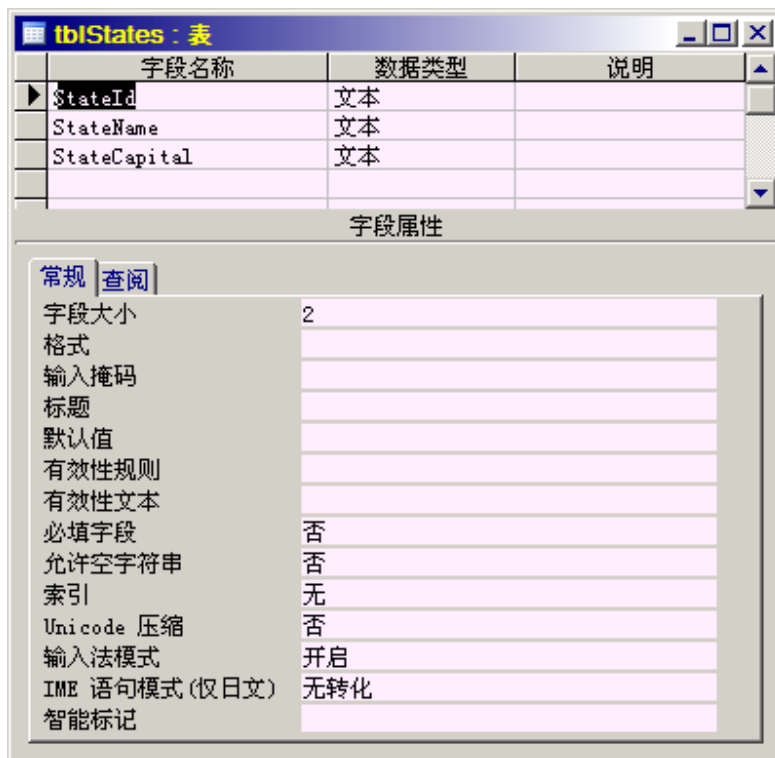 tblStates : 表
字段名称 数据类型 说明
StateId 文本
StateName 文本
StateCapital 文本
字段属性
常规 查阅
字段大小 2
格式
输入掩码
标题
默认值
有效性规则
有效性文本
必填字段 否
允许空字符串 否
索引 无
Unicode 压缩 否
输入法模式 开启
IME 语句模式(仅日文) 无转化
智能标记